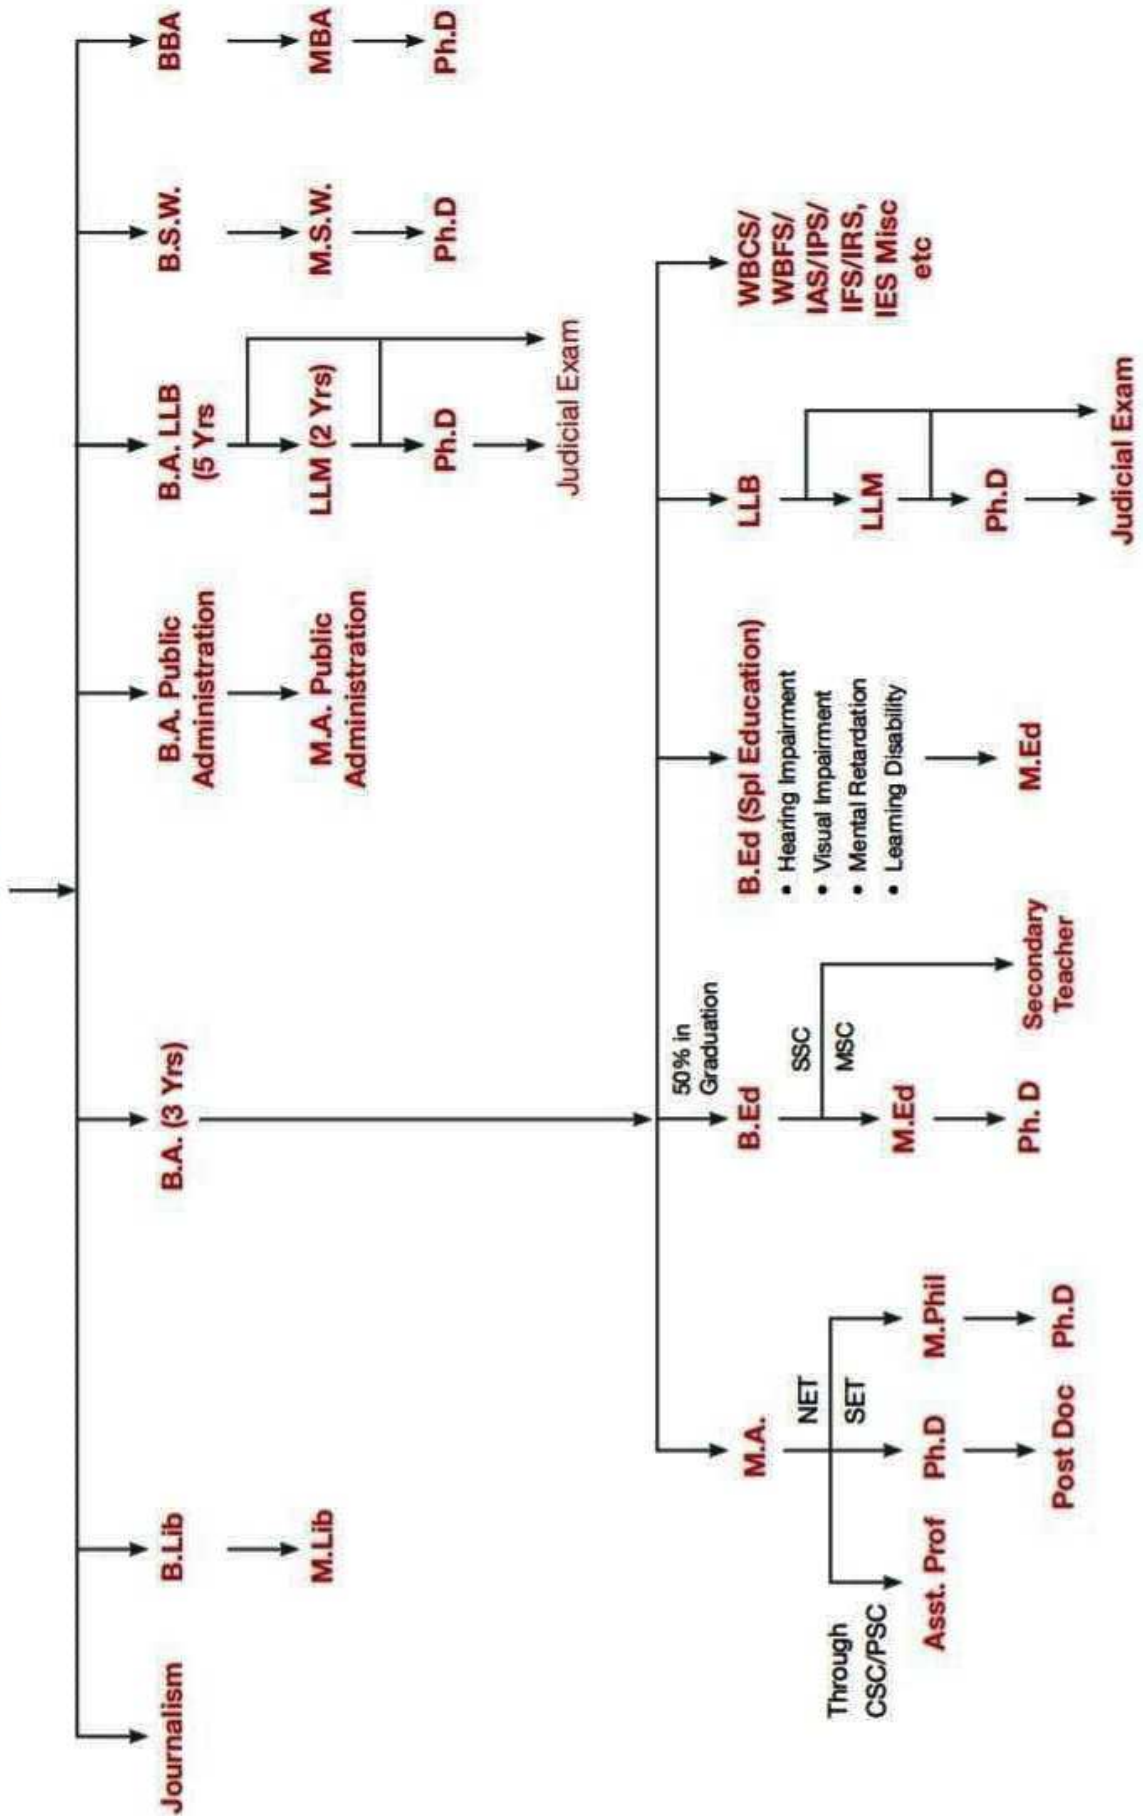 Journalism
B.Lib
M.Lib
B.A. (3 Yrs)
B.A. Public
Administration
M.A. Public
Administration
B.A. LLB
(5 Yrs
LLM (2 Yrs)
Ph.D
Judicial Exam
B.S.W.
M.S.W.
Ph.D
BBA
MBA
Ph.D
M.A.
NET
SET
Through
CSC/PSC
Asst. Prof
Ph.D
Post Doc
M.Phil
Ph.D
50% in
Graduation
B.Ed
SSC
MSC
M.Ed
Ph. D
Secondary
Teacher
B.Ed (Spl Education)
• Hearing Impairment
• Visual Impairment
• Mental Retardation
• Learning Disability
M.Ed
LLB
LLM
Ph.D
Judicial Exam
WBCS/
WBFS/
IAS/IPS/
IFS/IRS,
IES Misc
etc